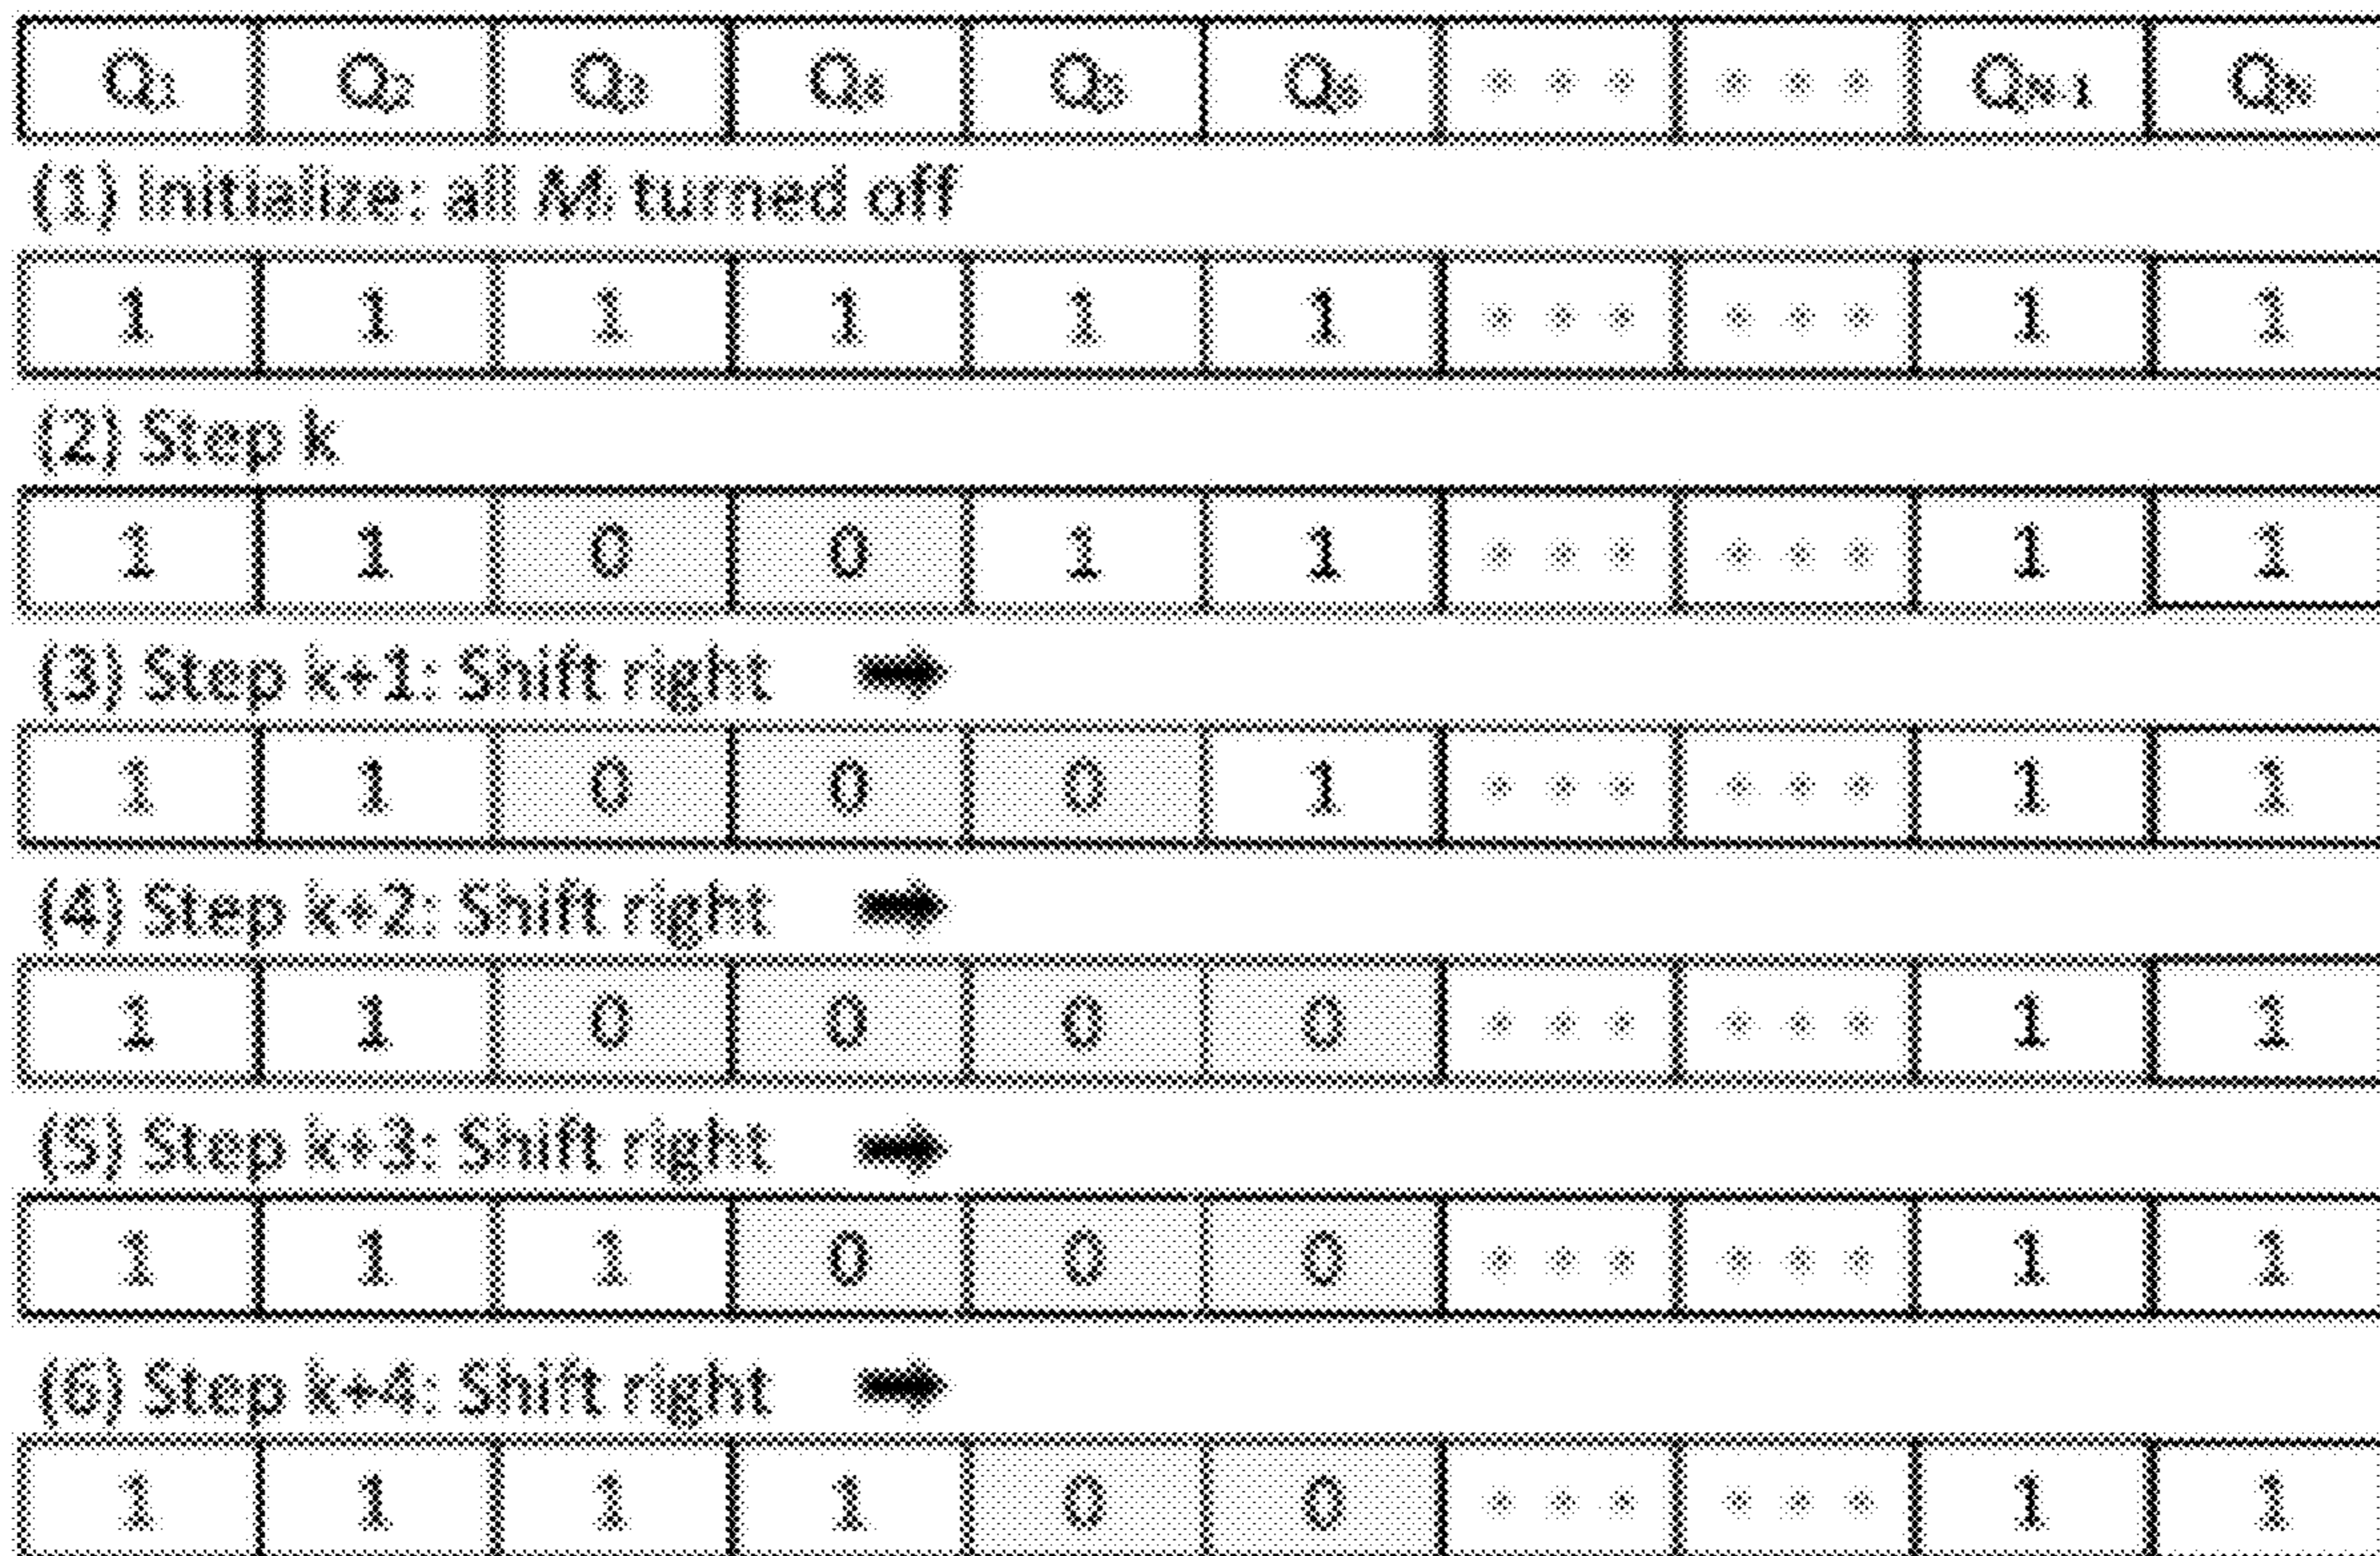 Q1 Q2 Q3 Q4 Q5 Q6 • • • • • • QN-1 QN
(1) Initialize: all Mi turned off
1 1 1 1 1 1 • • • • • • 1 1
(2) Step k
1 1 0 0 1 1 • • • • • • 1 1
(3) Step k+1: Shift right ➡
1 1 0 0 0 1 • • • • • • 1 1
(4) Step k+2: Shift right ➡
1 1 0 0 0 0 • • • • • • 1 1
(5) Step k+3: Shift right ➡
1 1 1 0 0 0 • • • • • • 1 1
(6) Step k+4: Shift right ➡
1 1 1 1 0 0 • • • • • • 1 1